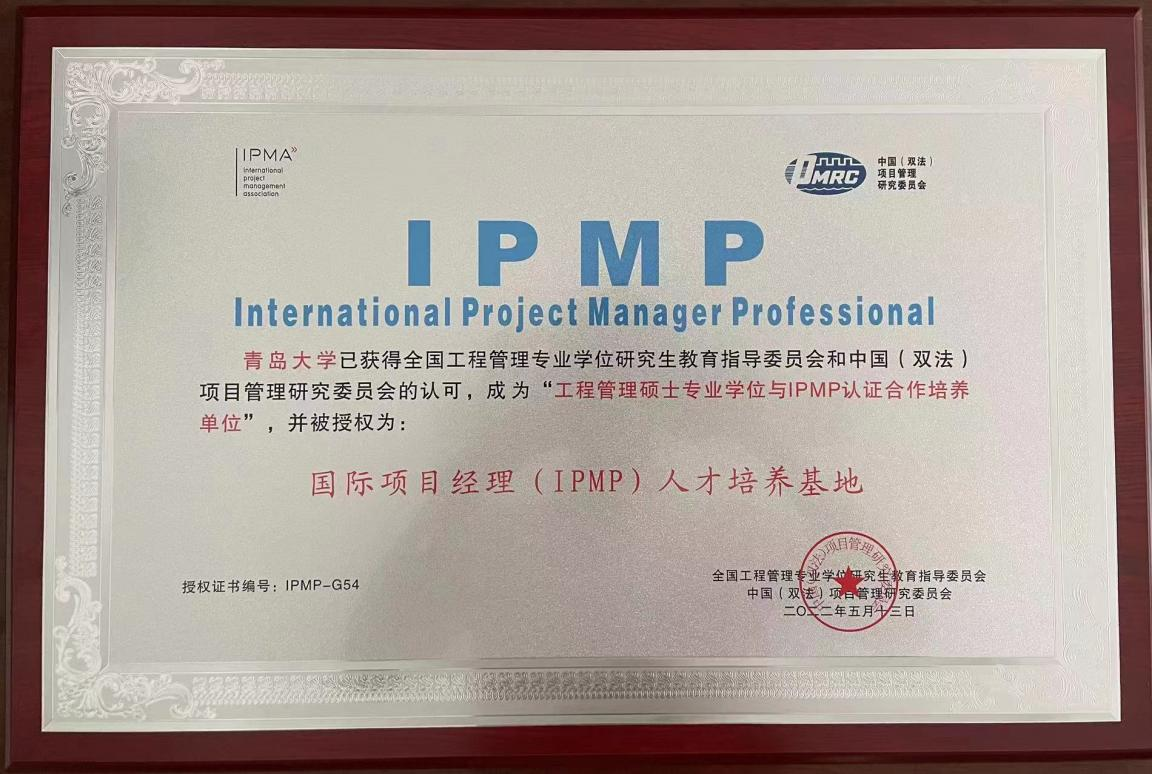 IPMA
international
project
management
association
PMRC
中国（双法）
项目管理
研究委员会
IPMP
International Project Manager Professional
青岛大学已获得全国工程管理专业学位研究生教育指导委员会和中国（双法）
项目管理研究委员会的认可，成为“工程管理硕士专业学位与IPMP认证合作培养
单位”，并被授权为：
国际项目经理（IPMP）人才培养基地
授权证书编号：IPMP-G54
全国工程管理专业学位研究生教育指导委员会
中国（双法）项目管理研究委员会
二〇二二年五月十三日